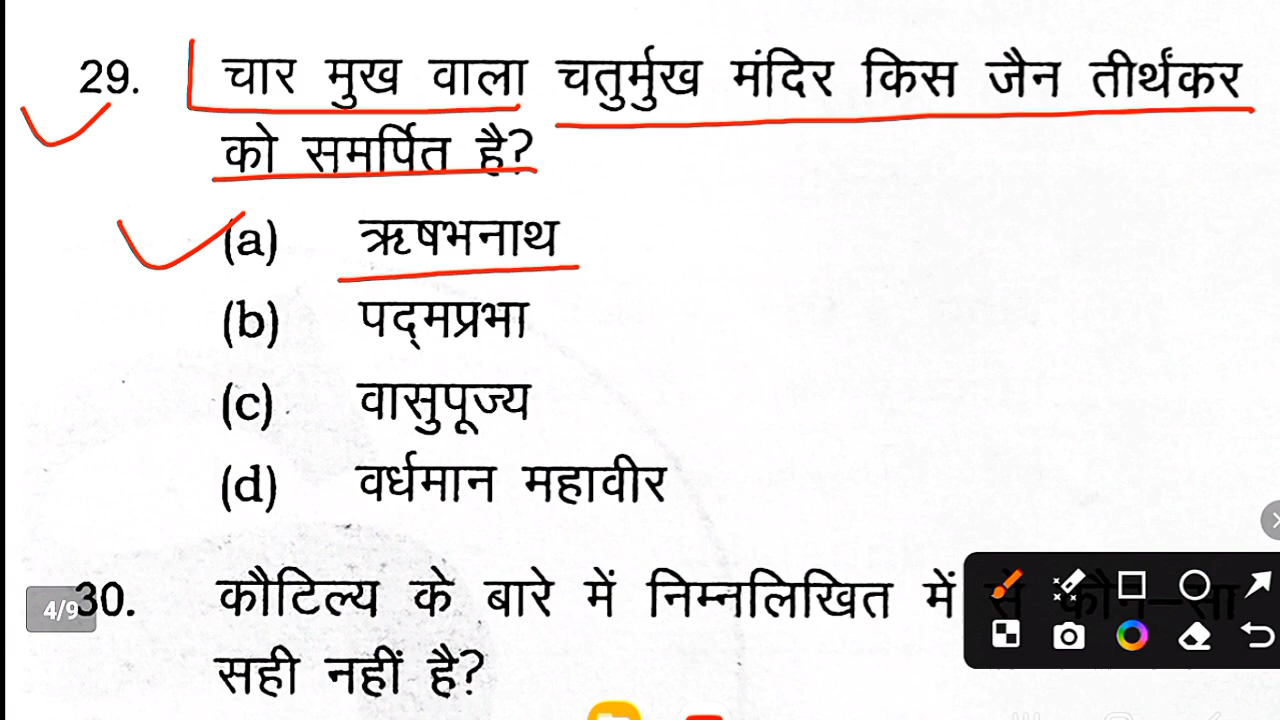 29. चार मुख वाला चतुर्मुख मंदिर किस जैन तीर्थंकर
को समर्पित है?
(a) ऋषभनाथ
(b) पद्मप्रभा
(c) वासुपूज्य
(d) वर्धमान महावीर
4/9
30. कौटिल्य के बारे में निम्नलिखित में से कौन-सा
सही नहीं है?